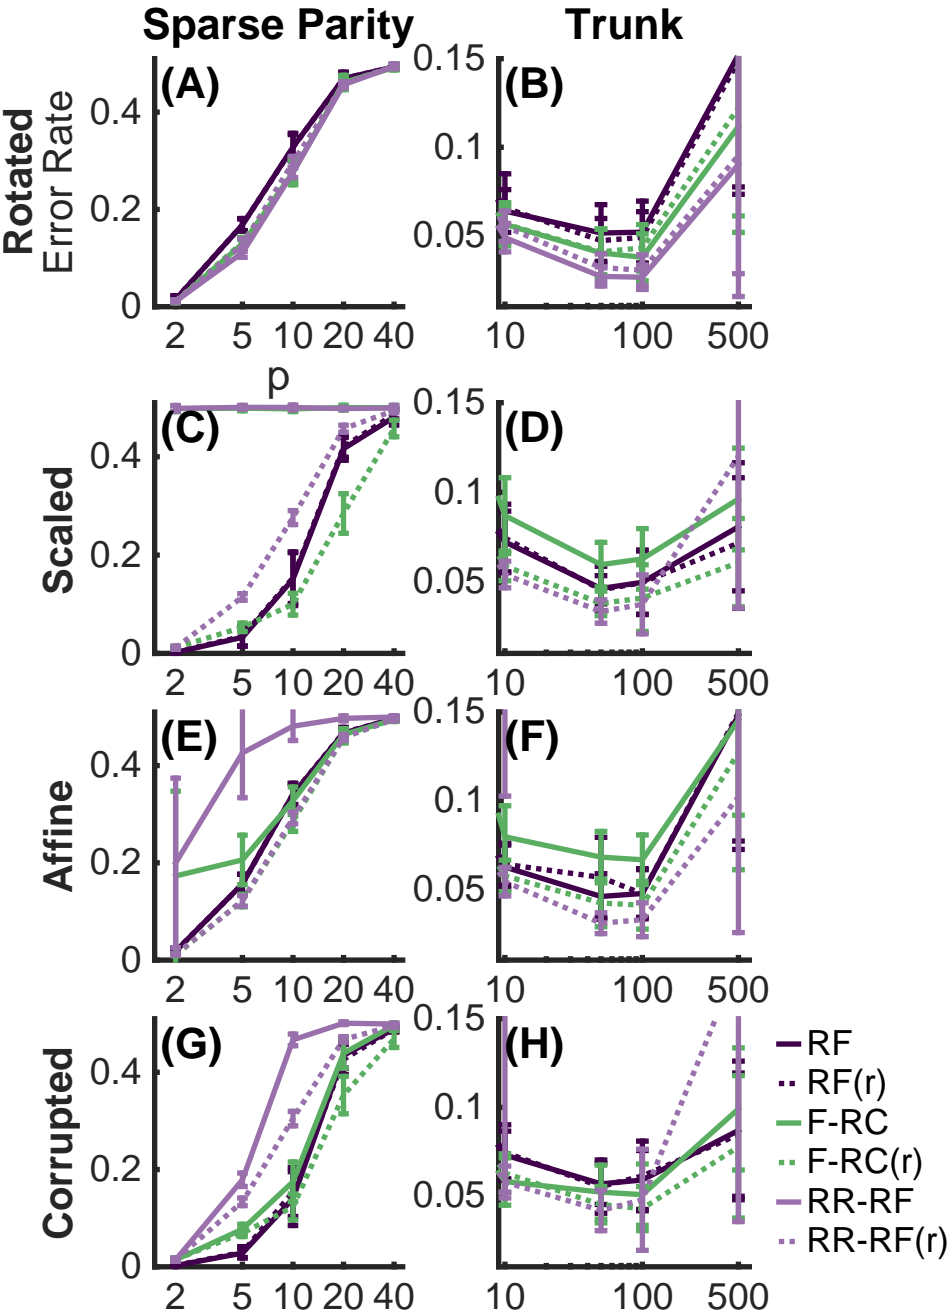 Sparse Parity Trunk
Rotated
Error Rate
(A)
0.4
0.2
0
2 5 10 20 40
p
(B)
0.15
0.1
0.05
10 100 500
Scaled
(C)
0.4
0.2
0
2 5 10 20 40
(D)
0.15
0.1
0.05
10 100 500
Affine
(E)
0.4
0.2
0
2 5 10 20 40
(F)
0.15
0.1
0.05
10 100 500
Corrupted
(G)
0.4
0.2
0
2 5 10 20 40
(H)
0.15
0.1
0.05
10 100 500
RF
RF(r)
F-RC
F-RC(r)
RR-RF
RR-RF(r)